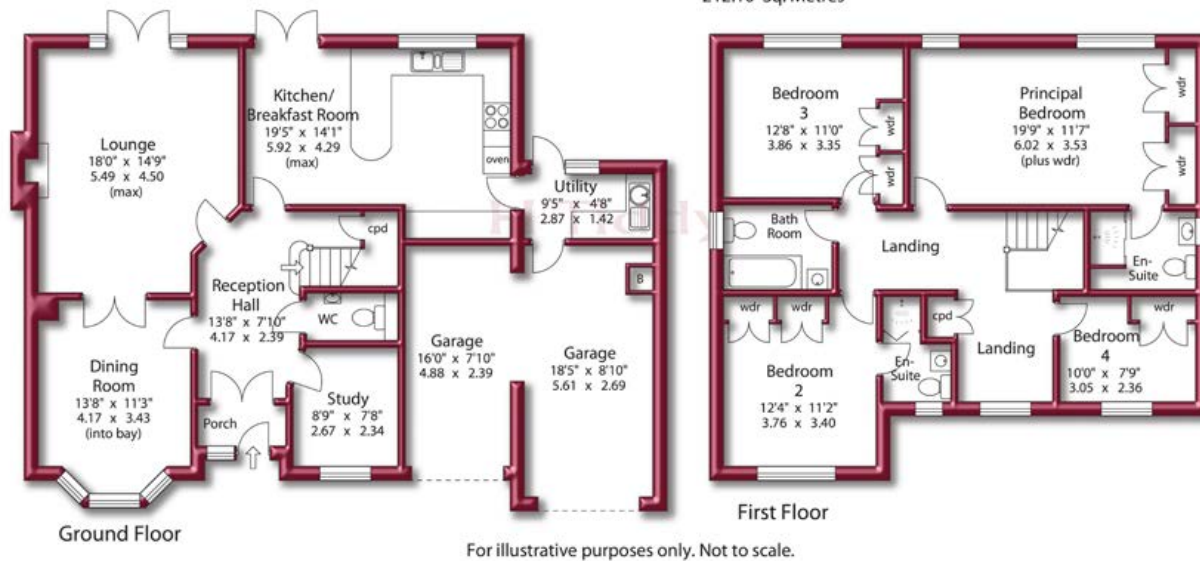 Lounge
18'0" x 14'9"
5.49 x 4.50
(max)
Kitchen/
Breakfast Room
19'5" x 14'1"
5.92 x 4.29
(max)
oven
Utility
9'5" x 4'8"
2.87 x 1.42
cpd
Reception
Hall
13'8" x 7'10"
4.17 x 2.39
WC
B
Dining
Room
13'8" x 11'3"
4.17 x 3.43
(into bay)
Porch
Study
8'9" x 7'8"
2.67 x 2.34
Garage
16'0" x 7'10"
4.88 x 2.39
Garage
18'5" x 8'10"
5.61 x 2.69
Ground Floor
Bedroom
3
12'8" x 11'0"
3.86 x 3.35
wdr
wdr
Principal
Bedroom
19'9" x 11'7"
6.02 x 3.53
(plus wdr)
wdr
wdr
Bath
Room
Landing
En-
Suite
wdr
wdr
Bedroom
2
12'4" x 11'2"
3.76 x 3.40
En-
Suite
cpd
Landing
wdr
Bedroom
4
10'0" x 7'9"
3.05 x 2.36
First Floor
For illustrative purposes only. Not to scale.